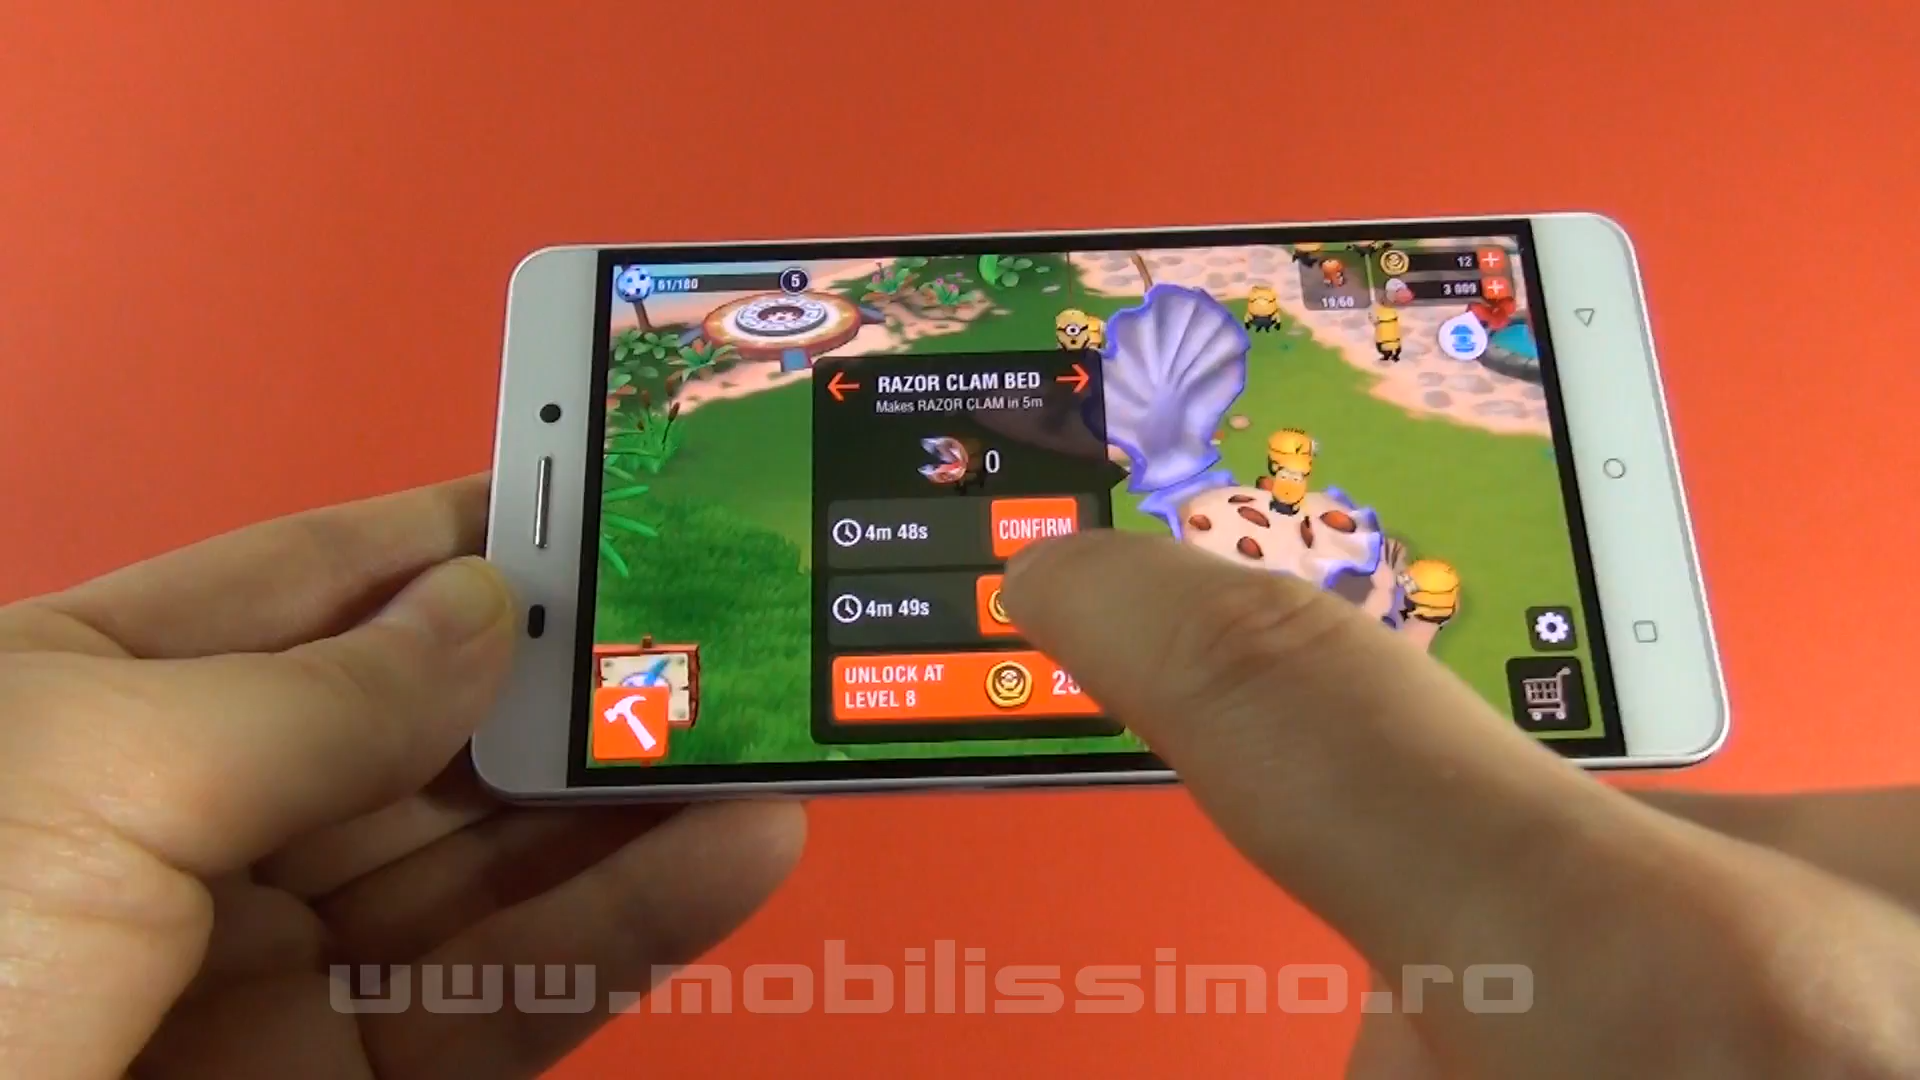 61/180
5
12
3 009
19/60
RAZOR CLAM BED
Makes RAZOR CLAM in 5m
0
4m 48s
CONFIRM
4m 49s
UNLOCK AT
LEVEL 8
www.mobilissimo.ro